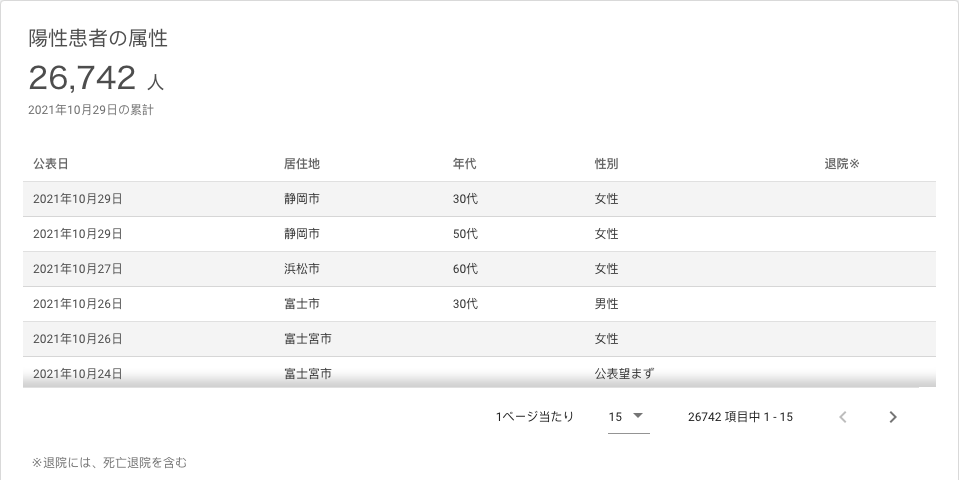 陽性患者の属性
26,742 人
2021年10月29日の累計
公表日 居住地 年代 性別 退院※
2021年10月29日 静岡市 30代 女性
2021年10月29日 静岡市 50代 女性
2021年10月27日 浜松市 60代 女性
2021年10月26日 富士市 30代 男性
2021年10月26日 富士宮市 女性
2021年10月24日 富士宮市 公表望まず
1ページ当たり 15 26742 項目中 1 - 15
※退院には、死亡退院を含む